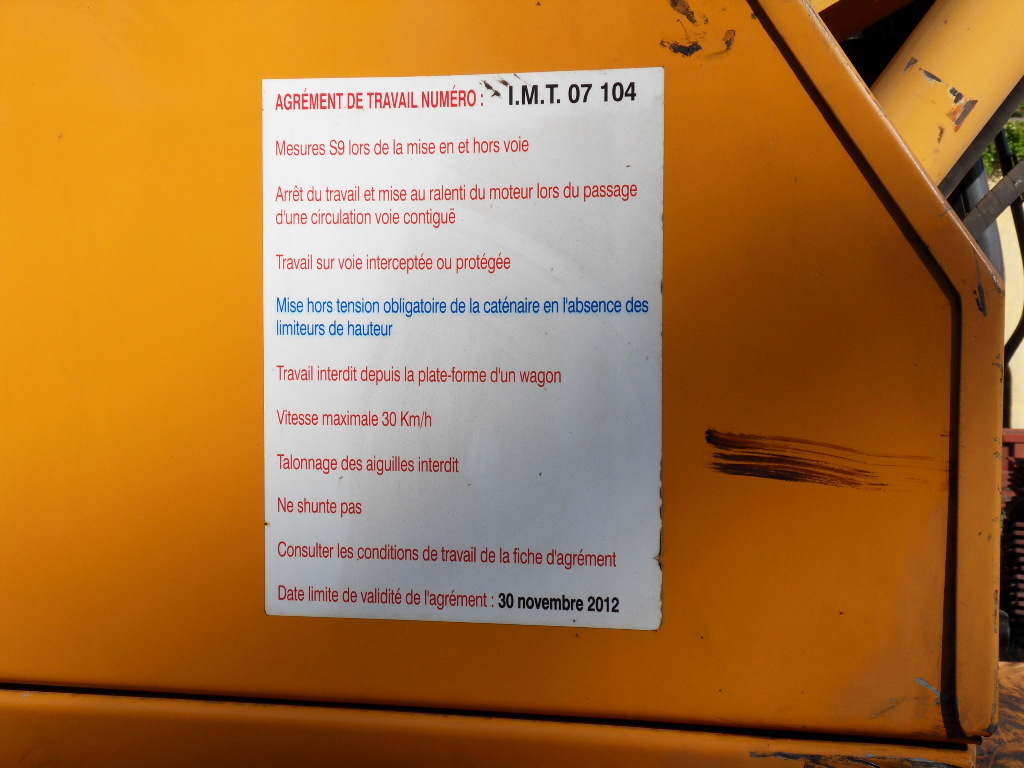 AGRÉMENT DE TRAVAIL NUMÉRO : I.M.T. 07 104
Mesures S9 lors de la mise en et hors voie
Arrêt du travail et mise au ralenti du moteur lors du passage
d'une circulation voie contiguë
Travail sur voie interceptée ou protégée
Mise hors tension obligatoire de la caténaire en l'absence des
limiteurs de hauteur
Travail interdit depuis la plate-forme d'un wagon
Vitesse maximale 30 Km/h
Talonnage des aiguilles interdit
Ne shunte pas
Consulter les conditions de travail de la fiche d'agrément
Date limite de validité de l'agrément : 30 novembre 2012